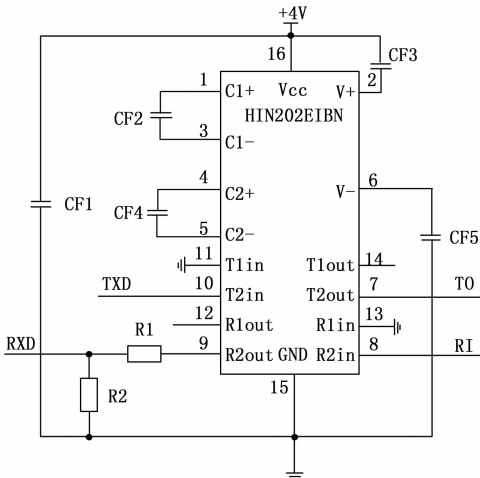 +4V
16
CF3
1
2
C1+
Vcc
V+
HIN202EIBN
CF2
3
C1-
4
6
C2+
V-
CF1
CF4
5
CF5
C2-
11
14
T1in
T1out
TXD
10
7
TO
T2in
T2out
12
13
R1out
R1in
RXD
R1
9
8
RI
R2out
GND
R2in
R2
15